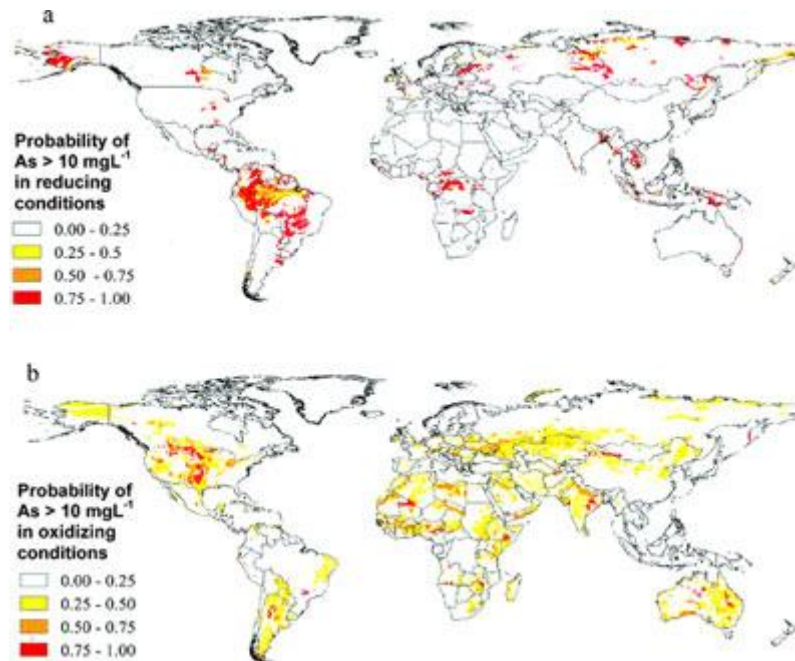 a
Probability of
As > 10 mgL⁻¹
in reducing
conditions
0.00 - 0.25
0.25 - 0.5
0.50 - 0.75
0.75 - 1.00
b
Probability of
As > 10 mgL⁻¹
in oxidizing
conditions
0.00 - 0.25
0.25 - 0.50
0.50 - 0.75
0.75 - 1.00